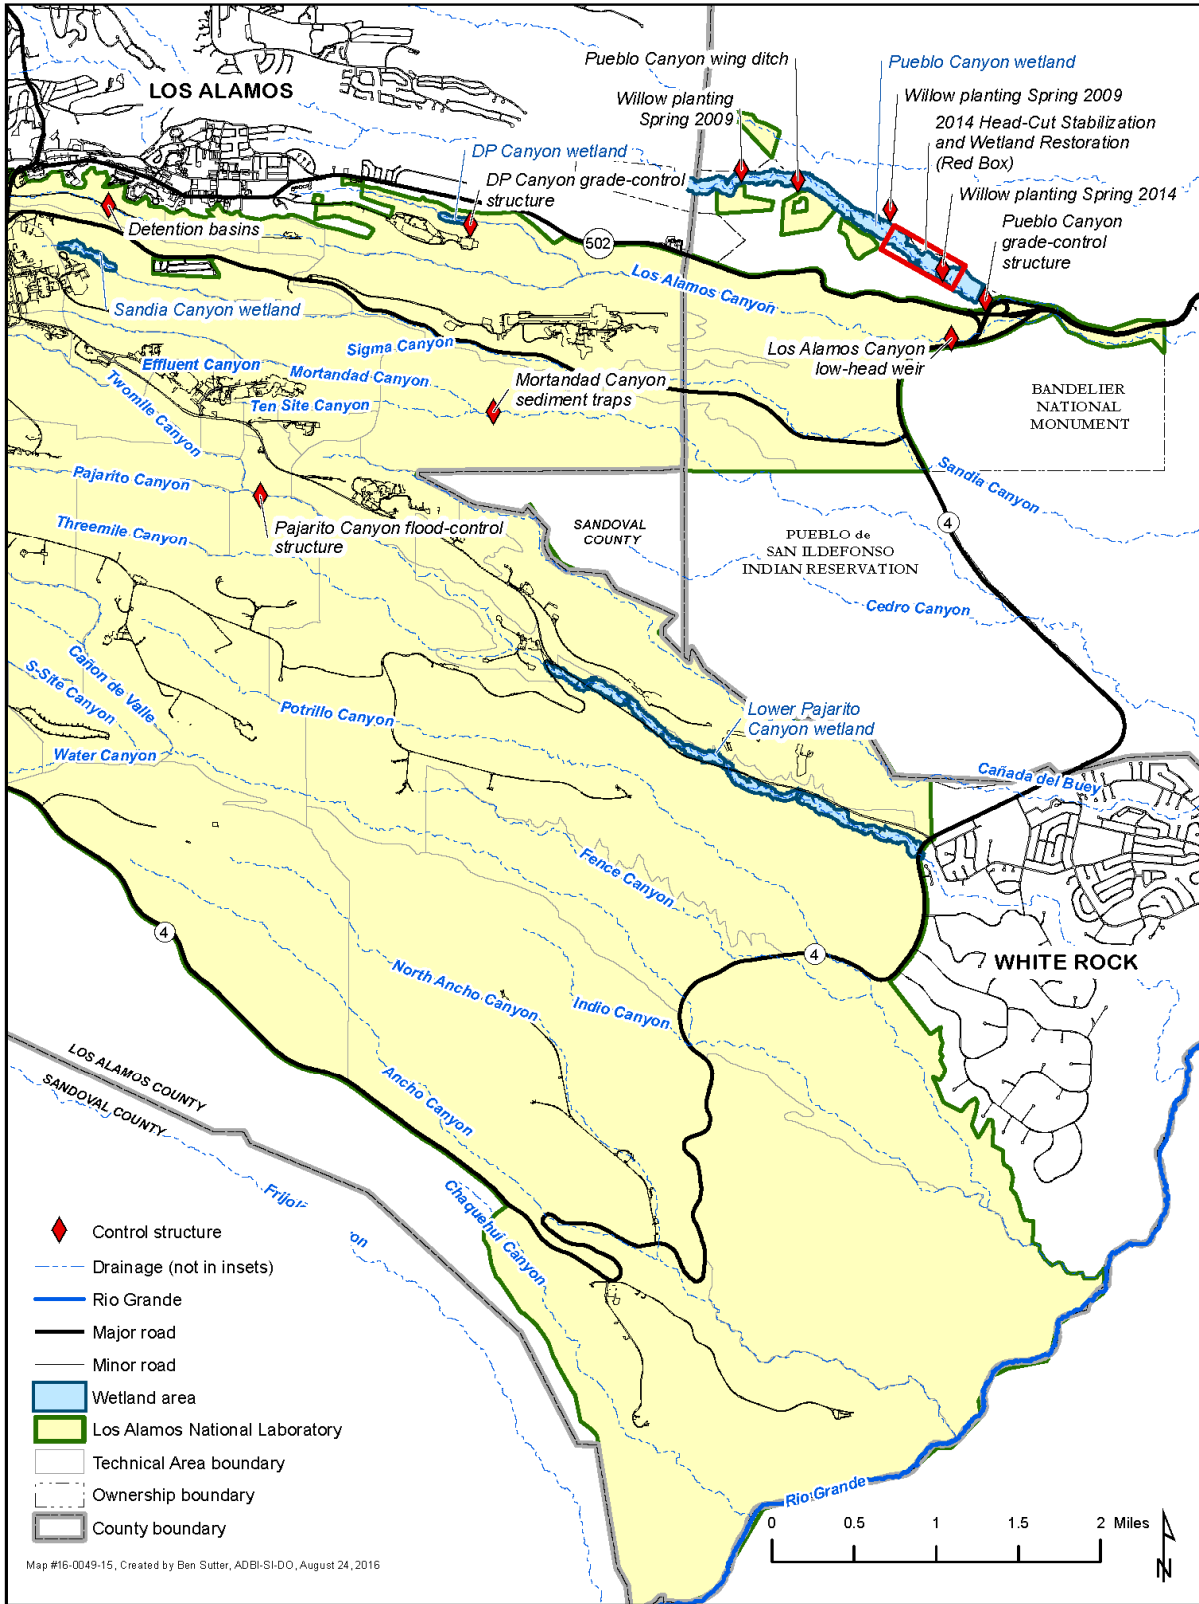 LOS ALAMOS
Pueblo Canyon wing ditch
Willow planting
Spring 2009
Pueblo Canyon wetland
Willow planting Spring 2009
2014 Head-Cut Stabilization
and Wetland Restoration
(Red Box)
Willow planting Spring 2014
Pueblo Canyon
grade-control
structure
DP Canyon wetland
DP Canyon grade-control
structure
Detention basins
502
Sandia Canyon wetland
Los Alamos Canyon
Los Alamos Canyon
low-head weir
BANDELIER
NATIONAL
MONUMENT
Sigma Canyon
Effluent Canyon
Mortandad Canyon
Ten Site Canyon
Twomile Canyon
Mortandad Canyon
sediment traps
Sandia Canyon
Pajarito Canyon
Threemile Canyon
Pajarito Canyon flood-control
structure
SANDOVAL
COUNTY
PUEBLO de
SAN ILDEFONSO
INDIAN RESERVATION
4
Cedro Canyon
Cañon de Valle
S-Site Canyon
Water Canyon
Potrillo Canyon
Lower Pajarito
Canyon wetland
Cañada del Buey
Fence Canyon
4
4
WHITE ROCK
North Ancho Canyon
Indio Canyon
Ancho Canyon
LOS ALAMOS COUNTY
SANDOVAL COUNTY
Chaquehui Canyon
Control structure
Drainage (not in insets)
Rio Grande
Major road
Minor road
Wetland area
Los Alamos National Laboratory
Technical Area boundary
Ownership boundary
County boundary
Rio Grande
0 0.5 1 1.5 2 Miles
N
Map #16-0049-15, Created by Ben Sutter, ADBI-SI-DO, August 24, 2016